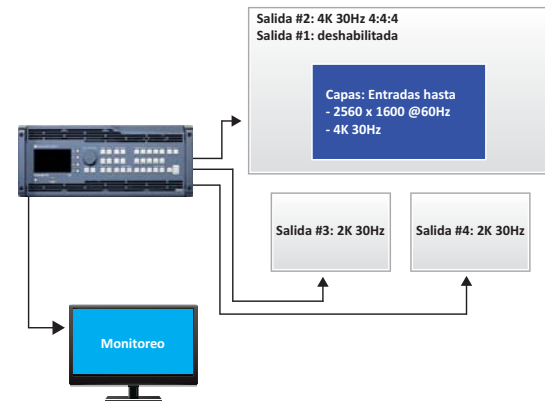 Salida #2: 4K 30Hz 4:4:4
Salida #1: deshabilitada
Capas: Entradas hasta
- 2560 x 1600 @60Hz
- 4K 30Hz
Salida #3: 2K 30Hz
Salida #4: 2K 30Hz
Monitoreo